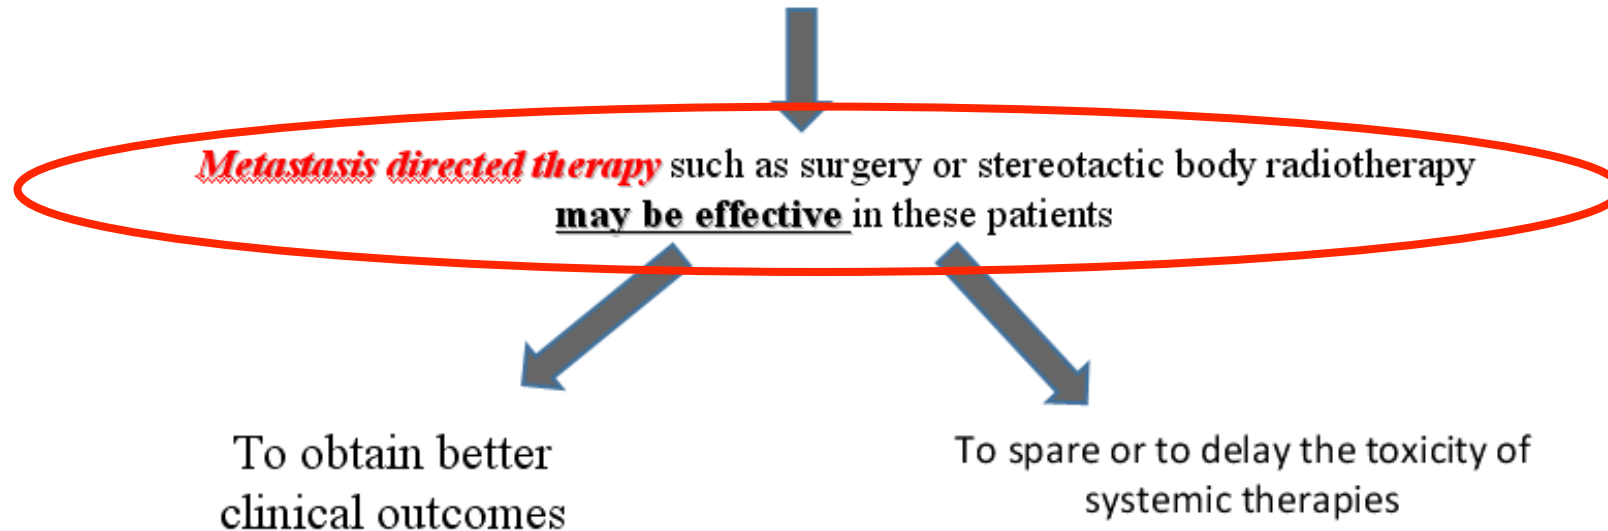 Metastasis directed therapy such as surgery or stereotactic body radiotherapy
may be effective in these patients
To obtain better
clinical outcomes
To spare or to delay the toxicity of
systemic therapies